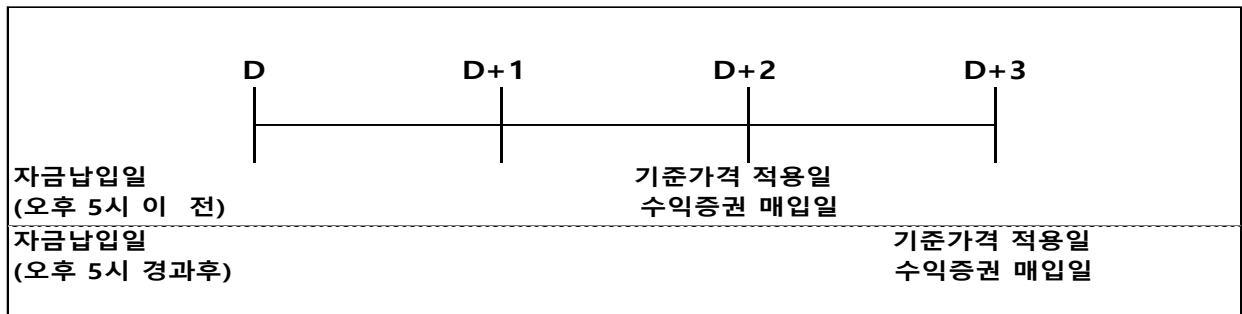 D D+1 D+2 D+3
자금납입일 기준가격 적용일
(오후 5시 이 전) 수익증권 매입일
자금납입일 기준가격 적용일
(오후 5시 경과후) 수익증권 매입일